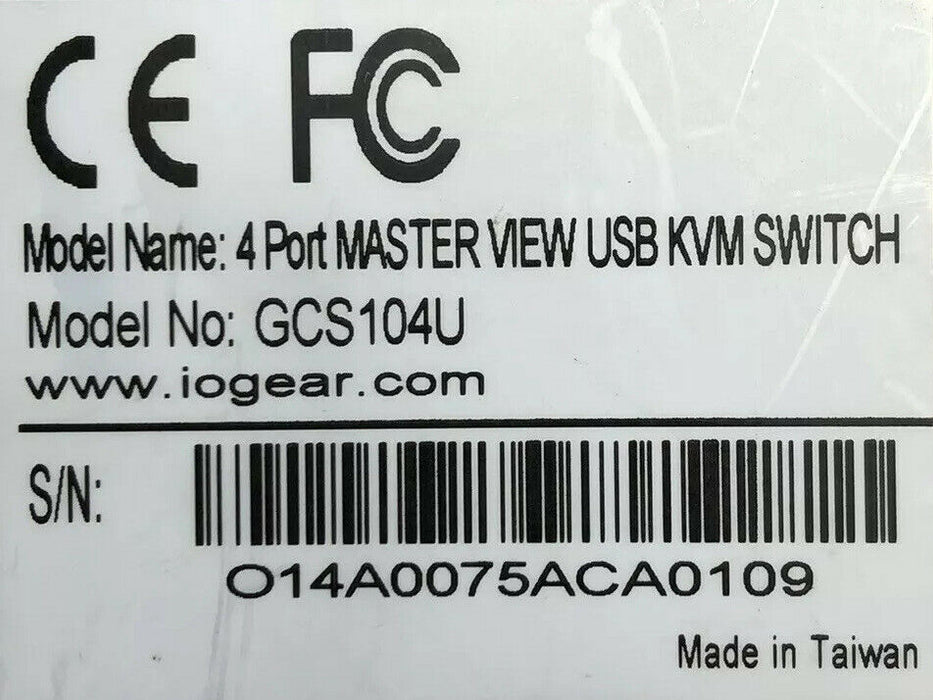 CE FC
Model Name: 4 Port MASTER VIEW USB KVM SWITCH
Model No: GCS104U
www.iogear.com
S/N:
O14A0075ACA0109
Made in Taiwan